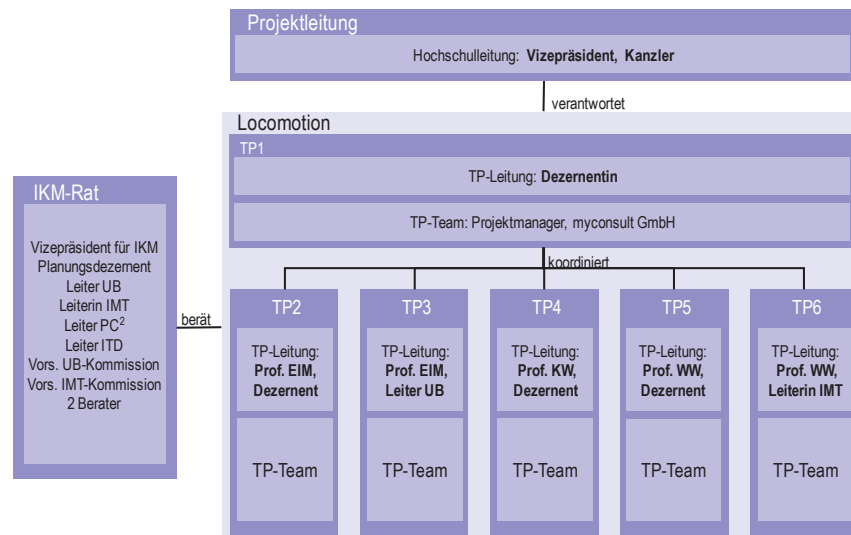 Projektleitung
Hochschulleitung: Vizepräsident, Kanzler
verantwortet
Locomotion
TP1
TP-Leitung: Dezernentin
TP-Team: Projektmanager, myconsult GmbH
koordiniert
IKM-Rat
Vizepräsident für IKM
Planungsdezernent
Leiter UB
Leiterin IMT
Leiter PC²
Leiter ITD
Vors. UB-Kommission
Vors. IMT-Kommission
2 Berater
berät
TP2
TP-Leitung:
Prof. EIM,
Dezernent
TP-Team
TP3
TP-Leitung:
Prof. EIM,
Leiter UB
TP-Team
TP4
TP-Leitung:
Prof. KW,
Dezernent
TP-Team
TP5
TP-Leitung:
Prof. WW,
Dezernent
TP-Team
TP6
TP-Leitung:
Prof. WW,
Leiterin IMT
TP-Team